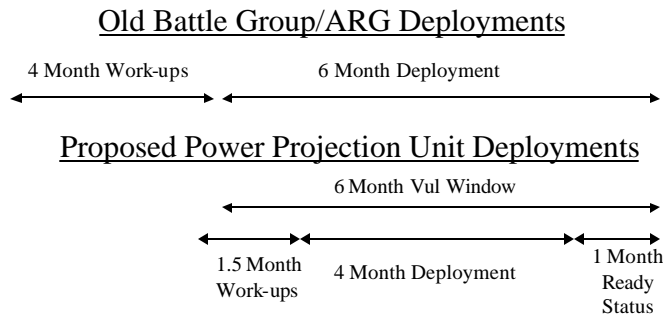 Old Battle Group/ARG Deployments
4 Month Work-ups
6 Month Deployment
Proposed Power Projection Unit Deployments
6 Month Vul Window
1.5 Month
Work-ups
4 Month Deployment
1 Month
Ready
Status